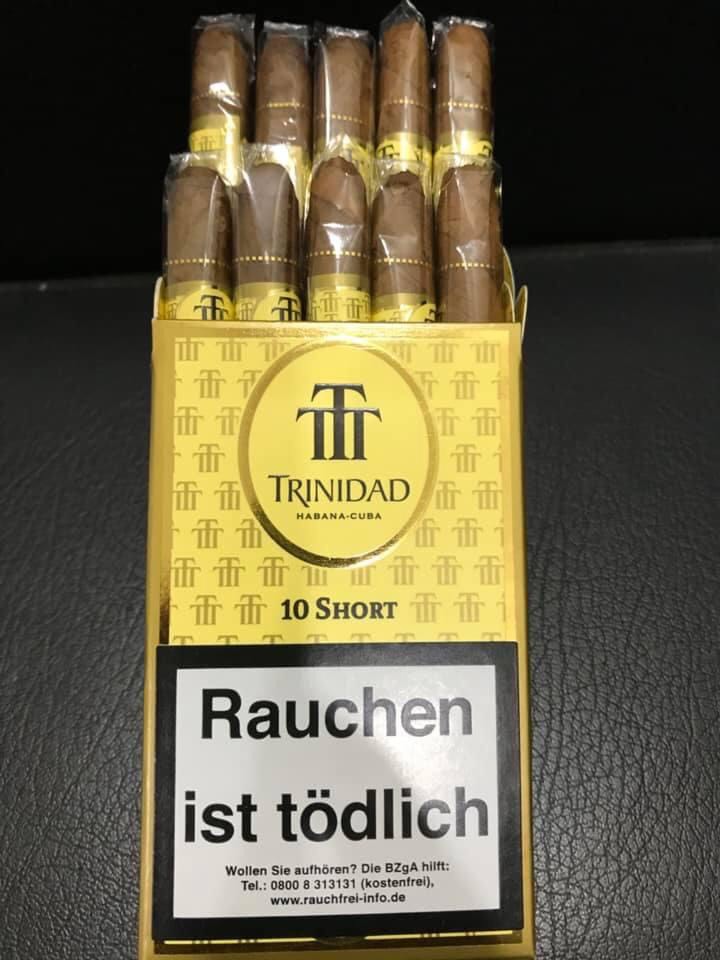 TRINIDAD
HABANA-CUBA
10 SHORT
Rauchen
ist tödlich
Wollen Sie aufhören? Die BZgA hilft:
Tel.: 0800 8 313131 (kostenfrei),
www.rauchfrei-info.de